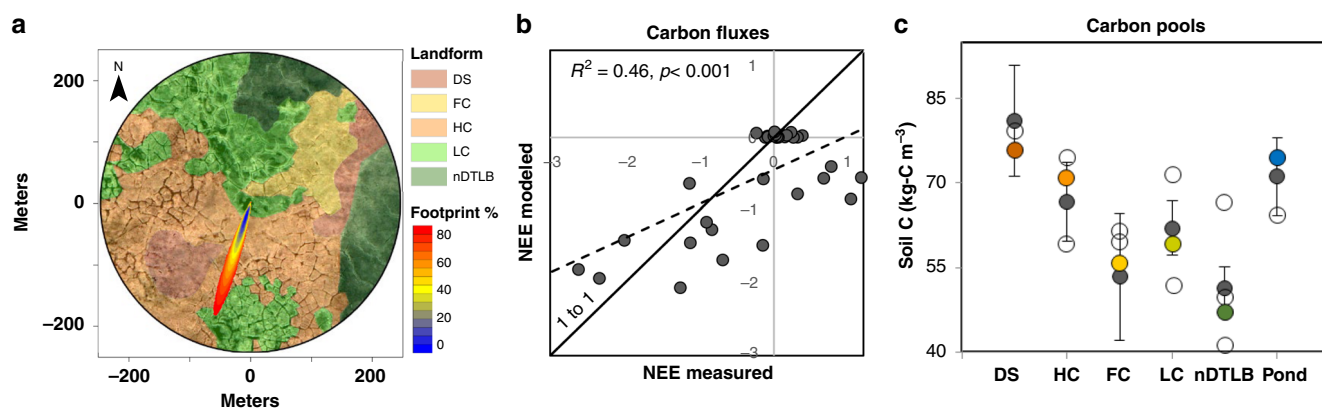 a
N
200
0
−200
Meters
−200
0
200
Meters
Landform
DS
FC
HC
LC
nDTLB
Footprint %
80
60
40
20
0
b
Carbon fluxes
R² = 0.46, p< 0.001
1
0
−3
−2
−1
0
1
−1
−2
−3
1 to 1
NEE modeled
NEE measured
c
Carbon pools
85
70
55
40
Soil C (kg-C m⁻³)
DS
HC
FC
LC
nDTLB
Pond